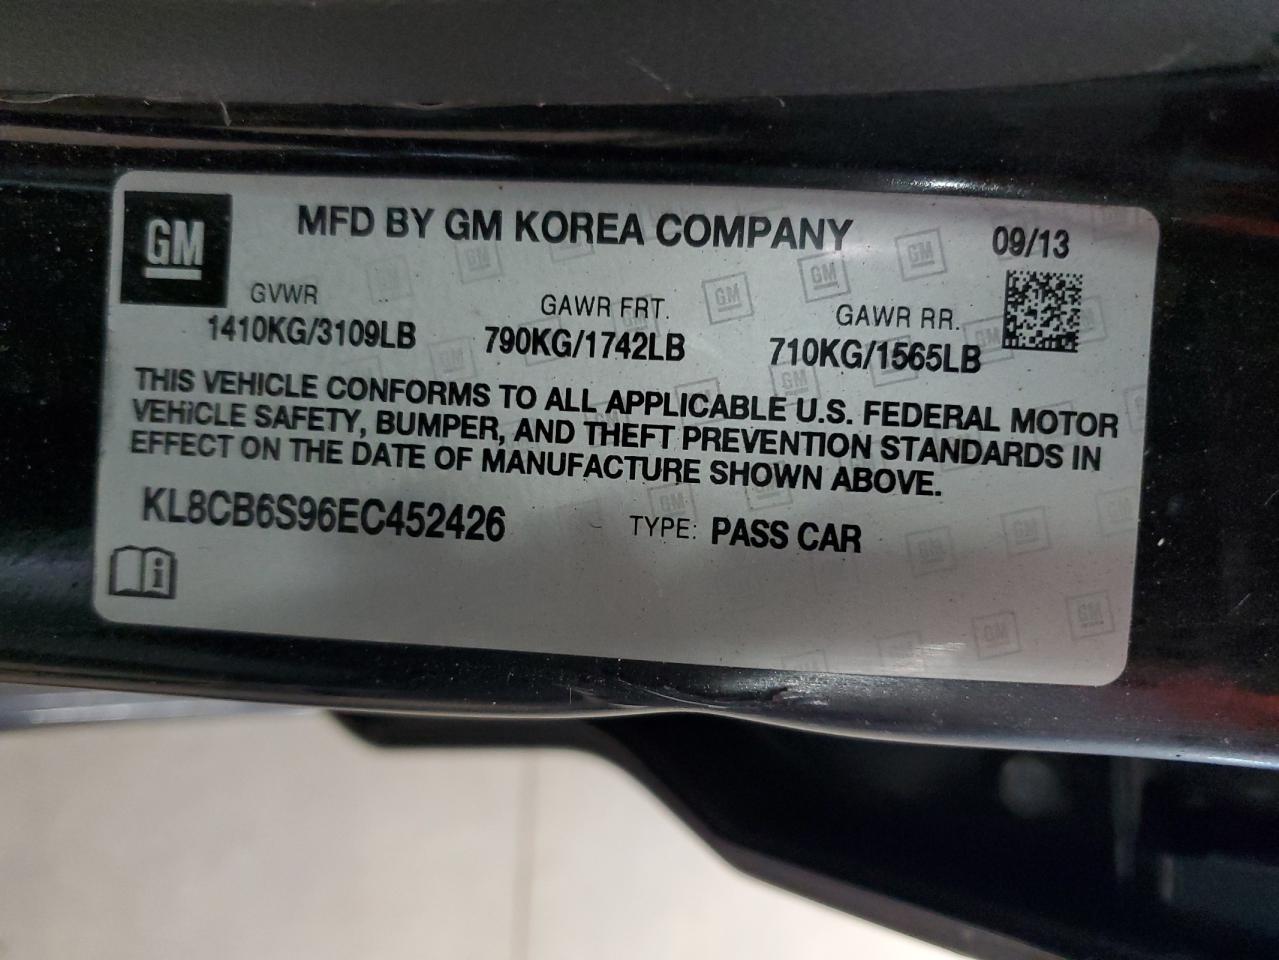 GM
MFD BY GM KOREA COMPANY
09/13
GVWR
1410KG/3109LB
GAWR FRT.
790KG/1742LB
GAWR RR.
710KG/1565LB
THIS VEHICLE CONFORMS TO ALL APPLICABLE U.S. FEDERAL MOTOR
VEHICLE SAFETY, BUMPER, AND THEFT PREVENTION STANDARDS IN
EFFECT ON THE DATE OF MANUFACTURE SHOWN ABOVE.
KL8CB6S96EC452426
TYPE: PASS CAR